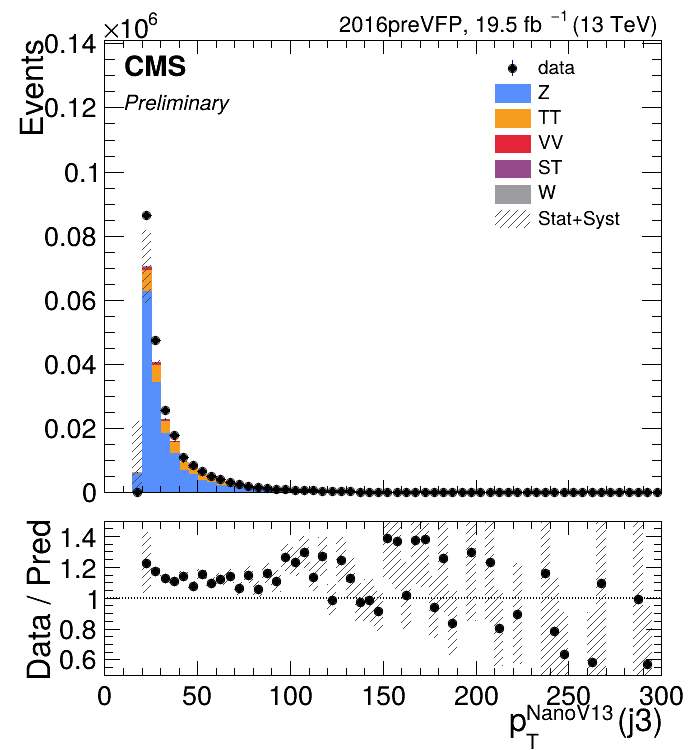 ×10^6
2016preVFP, 19.5 fb^-1 (13 TeV)
Events
0.14
0.12
0.1
0.08
0.06
0.04
0.02
0
CMS
Preliminary
data
Z
TT
VV
ST
W
Stat+Syst
Data / Pred
1.4
1.2
1
0.8
0.6
0 50 100 150 200 250 300
p_T^NanoV13 (j3)